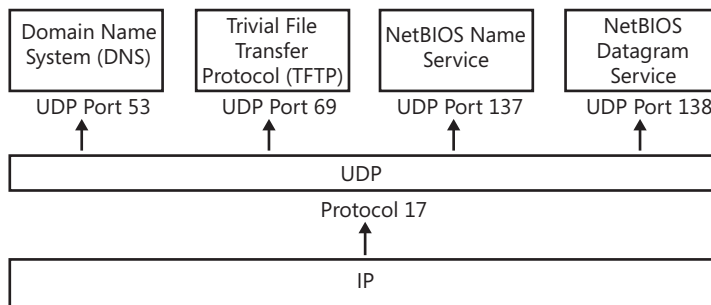 Domain Name
System (DNS)
Trivial File
Transfer
Protocol (TFTP)
NetBIOS Name
Service
NetBIOS
Datagram
Service
UDP Port 53
UDP Port 69
UDP Port 137
UDP Port 138
UDP
Protocol 17
IP